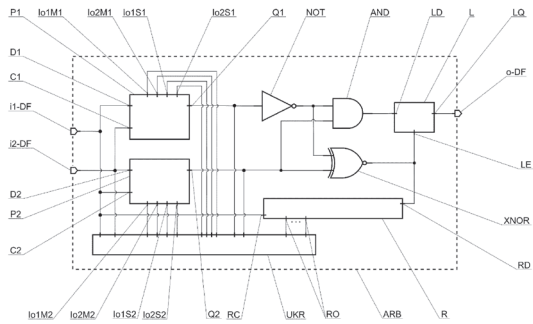 P1 Io1M1 Io2M1 Io1S1 Io2S1 Q1 NOT AND LD L LQ
D1
C1
o-DF
i1-DF
i2-DF
LE
D2
P2
XNOR
C2
RD
Io1M2 Io2M2 Io1S2 Io2S2 Q2 RC UKR RO ARB R